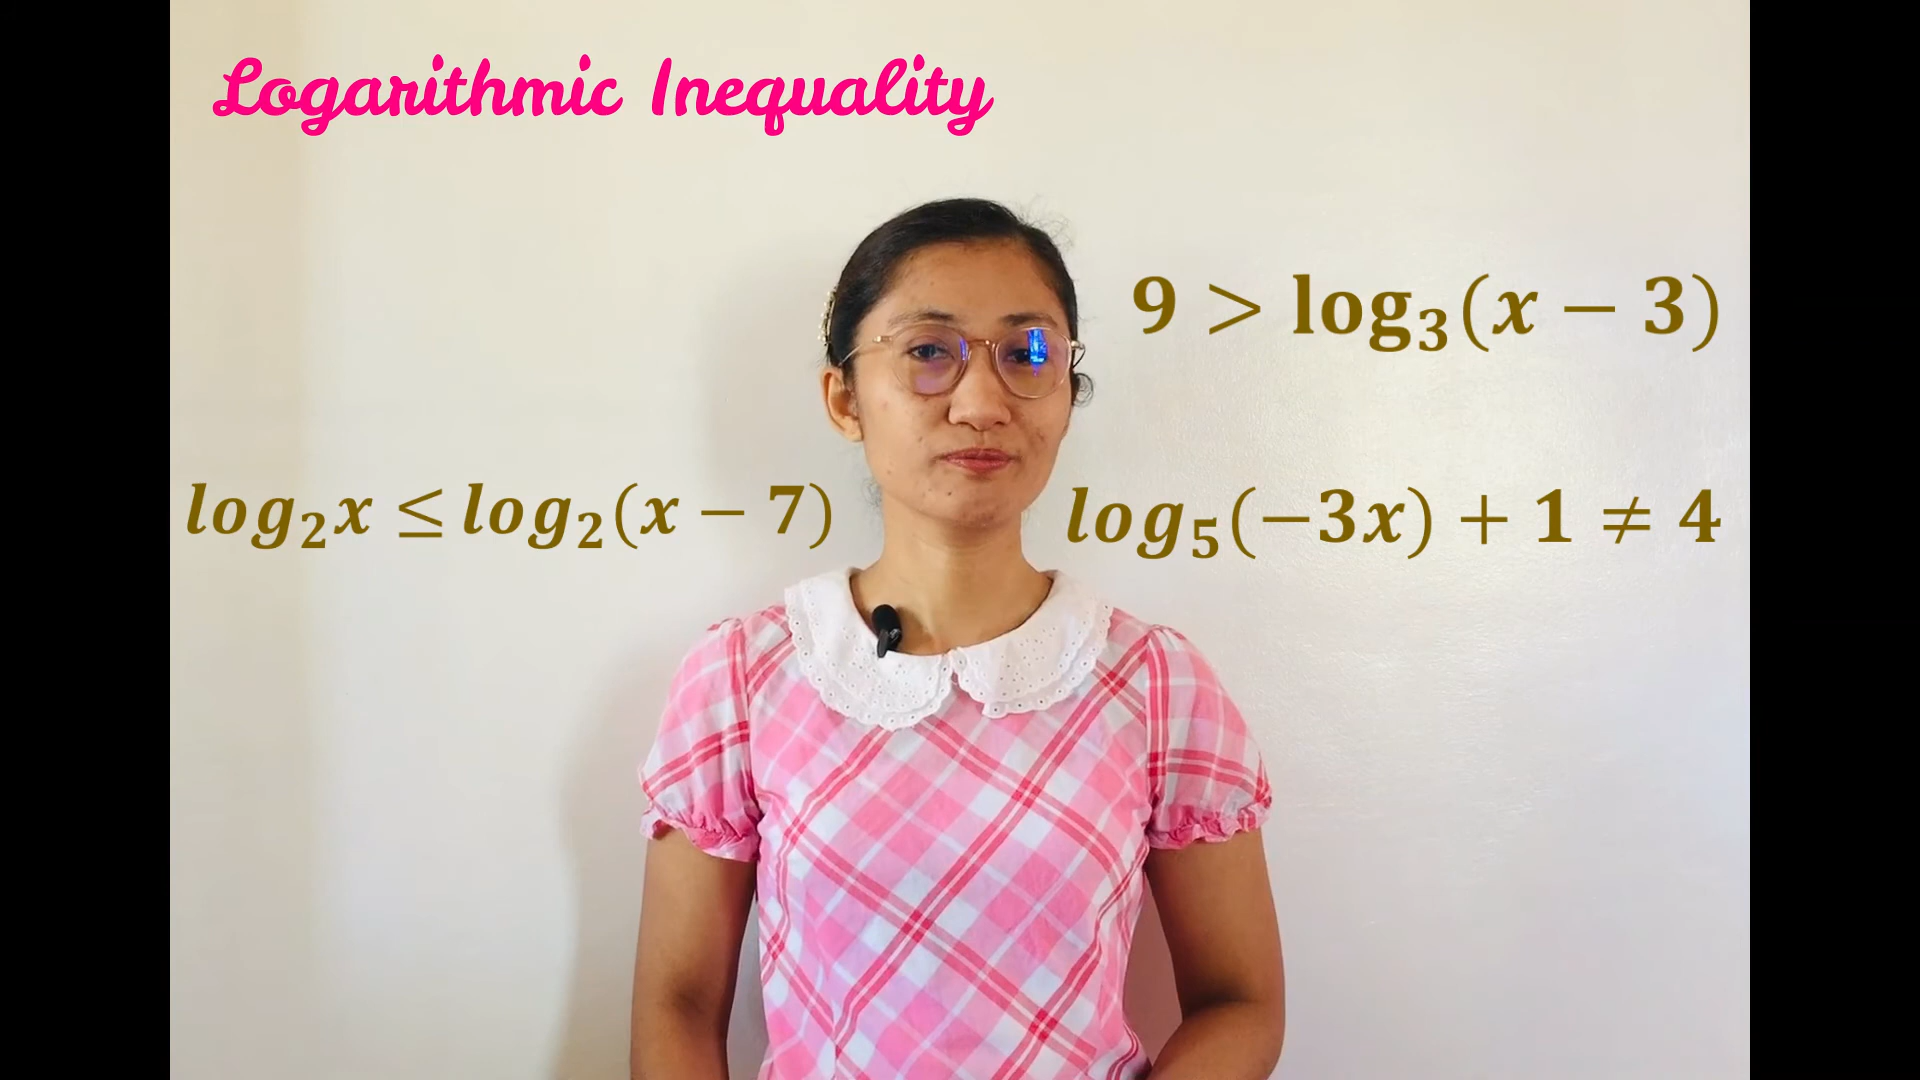 Logarithmic Inequality
9 > log₃(x − 3)
log₂x ≤ log₂(x − 7)
log₅(−3x) + 1 ≠ 4